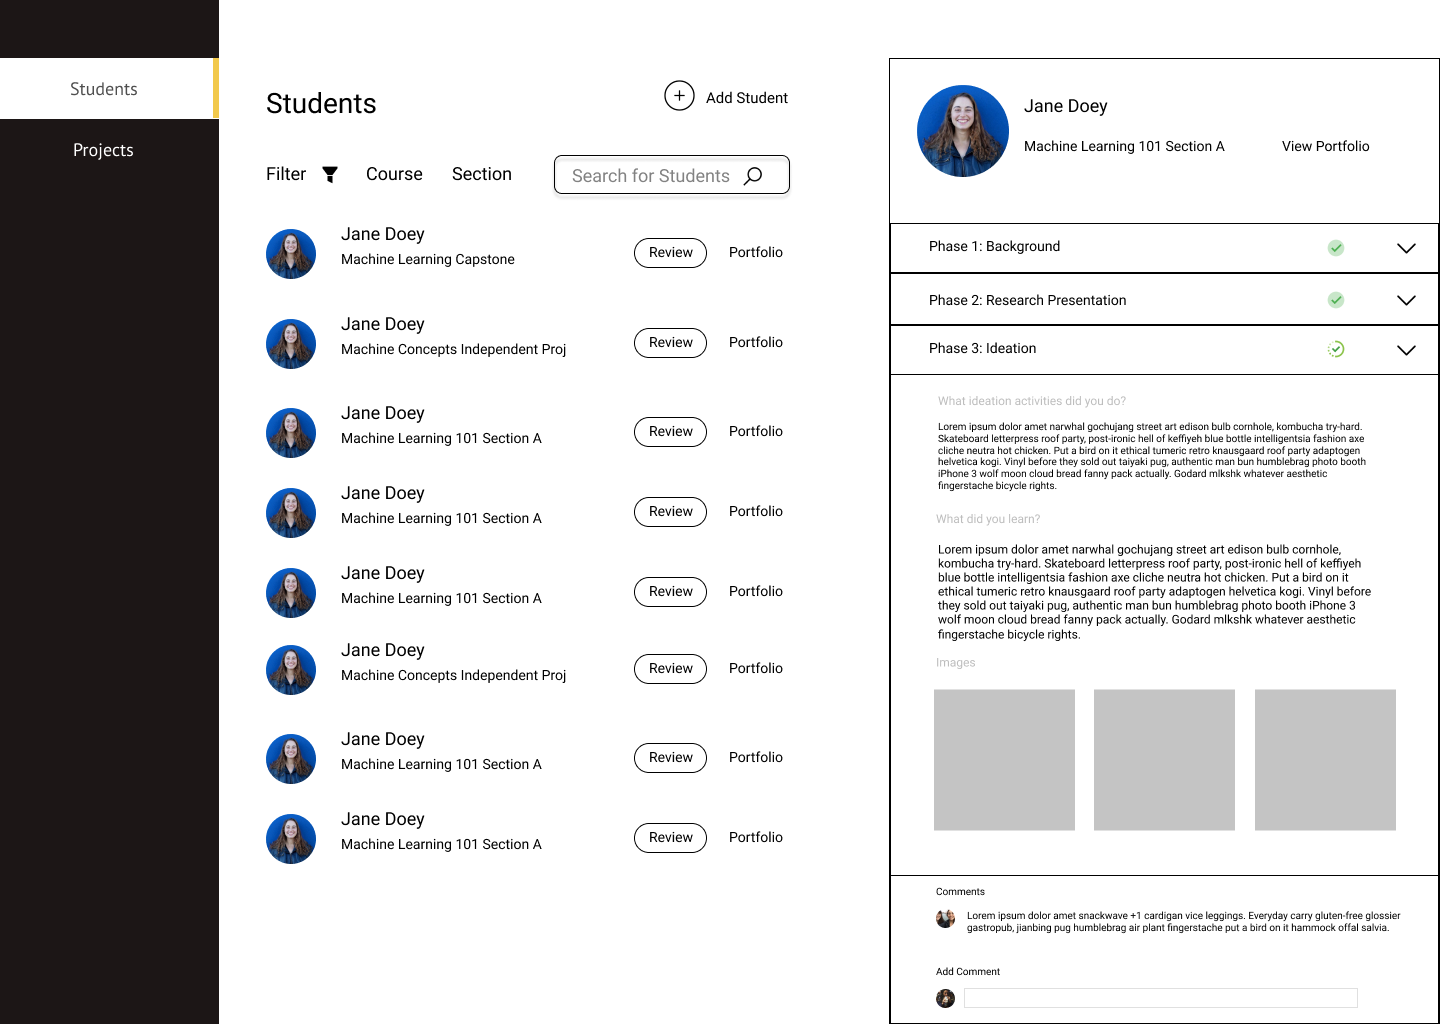 Students
Projects
Students
Add Student
Filter
Course
Section
Search for Students
Jane Doey
Machine Learning Capstone
Review
Portfolio
Jane Doey
Machine Concepts Independent Proj
Review
Portfolio
Jane Doey
Machine Learning 101 Section A
Review
Portfolio
Jane Doey
Machine Learning 101 Section A
Review
Portfolio
Jane Doey
Machine Learning 101 Section A
Review
Portfolio
Jane Doey
Machine Concepts Independent Proj
Review
Portfolio
Jane Doey
Machine Learning 101 Section A
Review
Portfolio
Jane Doey
Machine Learning 101 Section A
Review
Portfolio
Jane Doey
Machine Learning 101 Section A
View Portfolio
Phase 1: Background
Phase 2: Research Presentation
Phase 3: Ideation
What ideation activities did you do?
Lorem ipsum dolor amet narwhal gochujang street art edison bulb cornhole, kombucha try-hard.
Skateboard letterpress roof party, post-ironic hell of keffiyeh blue bottle intelligentsia fashion axe
cliche neutra hot chicken. Put a bird on it ethical tumeric retro knausgaard roof party adaptogen
helvetica kogi. Vinyl before they sold out taiyaki pug, authentic man bun humblebrag photo booth
iPhone 3 wolf moon cloud bread fanny pack actually. Godard mlkshk whatever aesthetic
fingerstache bicycle rights.
What did you learn?
Lorem ipsum dolor amet narwhal gochujang street art edison bulb cornhole,
kombucha try-hard. Skateboard letterpress roof party, post-ironic hell of keffiyeh
blue bottle intelligentsia fashion axe cliche neutra hot chicken. Put a bird on it
ethical tumeric retro knausgaard roof party adaptogen helvetica kogi. Vinyl before
they sold out taiyaki pug, authentic man bun humblebrag photo booth iPhone 3
wolf moon cloud bread fanny pack actually. Godard mlkshk whatever aesthetic
fingerstache bicycle rights.
Images
Comments
Lorem ipsum dolor amet snackwave +1 cardigan vice leggings. Everyday carry gluten-free glossier
gastropub, jianbing pug humblebrag air plant fingerstache put a bird on it hammock offal salvia.
Add Comment